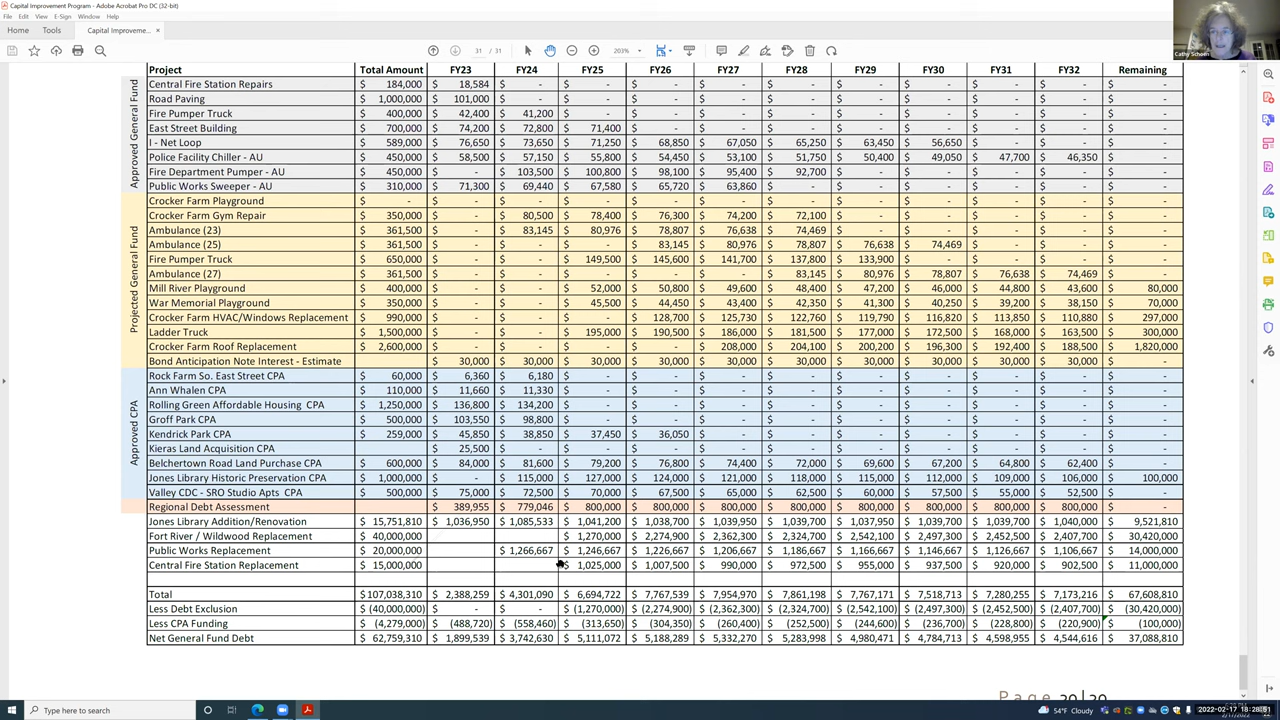 Capital Improvement Program - Adobe Acrobat Pro DC (32-bit)
File Edit View E-Sign Window Help
Home Tools Capital Improveme... ×
31 / 31 203%
Cathy Schoen
Project Total Amount FY23 FY24 FY25 FY26 FY27 FY28 FY29 FY30 FY31 FY32 Remaining
Approved General Fund
Central Fire Station Repairs $ 184,000 $ 18,584 $ - $ - $ - $ - $ - $ - $ - $ - $ - $ -
Road Paving $ 1,000,000 $ 101,000 $ - $ - $ - $ - $ - $ - $ - $ - $ - $ -
Fire Pumper Truck $ 400,000 $ 42,400 $ 41,200 $ - $ - $ - $ - $ - $ - $ - $ - $ -
East Street Building $ 700,000 $ 74,200 $ 72,800 $ 71,400 $ - $ - $ - $ - $ - $ - $ - $ -
I - Net Loop $ 589,000 $ 76,650 $ 73,650 $ 71,250 $ 68,850 $ 67,050 $ 65,250 $ 63,450 $ 56,650 $ - $ - $ -
Police Facility Chiller - AU $ 450,000 $ 58,500 $ 57,150 $ 55,800 $ 54,450 $ 53,100 $ 51,750 $ 50,400 $ 49,050 $ 47,700 $ 46,350 $ -
Fire Department Pumper - AU $ 450,000 $ - $ 103,500 $ 100,800 $ 98,100 $ 95,400 $ 92,700 $ - $ - $ - $ - $ -
Public Works Sweeper - AU $ 310,000 $ 71,300 $ 69,440 $ 67,580 $ 65,720 $ 63,860 $ - $ - $ - $ - $ - $ -
Projected General Fund
Crocker Farm Playground $ - $ - $ - $ - $ - $ - $ - $ - $ - $ - $ - $ -
Crocker Farm Gym Repair $ 350,000 $ - $ 80,500 $ 78,400 $ 76,300 $ 74,200 $ 72,100 $ - $ - $ - $ - $ -
Ambulance (23) $ 361,500 $ - $ 83,145 $ 80,976 $ 78,807 $ 76,638 $ 74,469 $ - $ - $ - $ - $ -
Ambulance (25) $ 361,500 $ - $ - $ - $ 83,145 $ 80,976 $ 78,807 $ 76,638 $ 74,469 $ - $ - $ -
Fire Pumper Truck $ 650,000 $ - $ - $ 149,500 $ 145,600 $ 141,700 $ 137,800 $ 133,900 $ - $ - $ - $ -
Ambulance (27) $ 361,500 $ - $ - $ - $ - $ - $ 83,145 $ 80,976 $ 78,807 $ 76,638 $ 74,469 $ -
Mill River Playground $ 400,000 $ - $ - $ 52,000 $ 50,800 $ 49,600 $ 48,400 $ 47,200 $ 46,000 $ 44,800 $ 43,600 $ 80,000
War Memorial Playground $ 350,000 $ - $ - $ 45,500 $ 44,450 $ 43,400 $ 42,350 $ 41,300 $ 40,250 $ 39,200 $ 38,150 $ 70,000
Crocker Farm HVAC/Windows Replacement $ 990,000 $ - $ - $ - $ 128,700 $ 125,730 $ 122,760 $ 119,790 $ 116,820 $ 113,850 $ 110,880 $ 297,000
Ladder Truck $ 1,500,000 $ - $ - $ 195,000 $ 190,500 $ 186,000 $ 181,500 $ 177,000 $ 172,500 $ 168,000 $ 163,500 $ 300,000
Crocker Farm Roof Replacement $ 2,600,000 $ - $ - $ - $ - $ 208,000 $ 204,100 $ 200,200 $ 196,300 $ 192,400 $ 188,500 $ 1,820,000
Bond Anticipation Note Interest - Estimate $ 30,000 $ 30,000 $ 30,000 $ 30,000 $ 30,000 $ 30,000 $ 30,000 $ 30,000 $ 30,000 $ 30,000 $ -
Approved CPA
Rock Farm So. East Street CPA $ 60,000 $ 6,360 $ 6,180 $ - $ - $ - $ - $ - $ - $ - $ - $ -
Ann Whalen CPA $ 110,000 $ 11,660 $ 11,330 $ - $ - $ - $ - $ - $ - $ - $ - $ -
Rolling Green Affordable Housing CPA $ 1,250,000 $ 136,800 $ 134,200 $ - $ - $ - $ - $ - $ - $ - $ - $ -
Groff Park CPA $ 500,000 $ 103,550 $ 98,800 $ - $ - $ - $ - $ - $ - $ - $ - $ -
Kendrick Park CPA $ 259,000 $ 45,850 $ 38,850 $ 37,450 $ 36,050 $ - $ - $ - $ - $ - $ - $ -
Kieras Land Acquisition CPA $ 25,500 $ - $ - $ - $ - $ - $ - $ - $ - $ - $ -
Belchertown Road Land Purchase CPA $ 600,000 $ 84,000 $ 81,600 $ 79,200 $ 76,800 $ 74,400 $ 72,000 $ 69,600 $ 67,200 $ 64,800 $ 62,400 $ -
Jones Library Historic Preservation CPA $ 1,000,000 $ - $ 115,000 $ 127,000 $ 124,000 $ 121,000 $ 118,000 $ 115,000 $ 112,000 $ 109,000 $ 106,000 $ 100,000
Valley CDC - SRO Studio Apts CPA $ 500,000 $ 75,000 $ 72,500 $ 70,000 $ 67,500 $ 65,000 $ 62,500 $ 60,000 $ 57,500 $ 55,000 $ 52,500 $ -
Regional Debt Assessment $ 389,955 $ 779,046 $ 800,000 $ 800,000 $ 800,000 $ 800,000 $ 800,000 $ 800,000 $ 800,000 $ 800,000 $ -
Jones Library Addition/Renovation $ 15,751,810 $ 1,036,950 $ 1,085,533 $ 1,041,200 $ 1,038,700 $ 1,039,950 $ 1,039,700 $ 1,037,950 $ 1,039,700 $ 1,039,700 $ 1,040,000 $ 9,521,810
Fort River / Wildwood Replacement $ 40,000,000 $ 1,270,000 $ 2,274,900 $ 2,362,300 $ 2,324,700 $ 2,542,100 $ 2,497,300 $ 2,452,500 $ 2,407,700 $ 30,420,000
Public Works Replacement $ 20,000,000 $ 1,266,667 $ 1,246,667 $ 1,226,667 $ 1,206,667 $ 1,186,667 $ 1,166,667 $ 1,146,667 $ 1,126,667 $ 1,106,667 $ 14,000,000
Central Fire Station Replacement $ 15,000,000 $ 1,025,000 $ 1,007,500 $ 990,000 $ 972,500 $ 955,000 $ 937,500 $ 920,000 $ 902,500 $ 11,000,000
Total $107,038,310 $ 2,388,259 $ 4,301,090 $ 6,694,722 $ 7,767,539 $ 7,954,970 $ 7,861,198 $ 7,767,171 $ 7,518,713 $ 7,280,255 $ 7,173,216 $ 67,608,810
Less Debt Exclusion $ (40,000,000) $ - $ - $ (1,270,000) $ (2,274,900) $ (2,362,300) $ (2,324,700) $ (2,542,100) $ (2,497,300) $ (2,452,500) $ (2,407,700) $ (30,420,000)
Less CPA Funding $ (4,279,000) $ (488,720) $ (558,460) $ (313,650) $ (304,350) $ (260,400) $ (252,500) $ (244,600) $ (236,700) $ (228,800) $ (220,900) $ (100,000)
Net General Fund Debt $ 62,759,310 $ 1,899,539 $ 3,742,630 $ 5,111,072 $ 5,188,289 $ 5,332,270 $ 5,283,998 $ 4,980,471 $ 4,784,713 $ 4,598,955 $ 4,544,616 $ 37,088,810
Type here to search
54°F Cloudy
2022-02-17 18:28:51